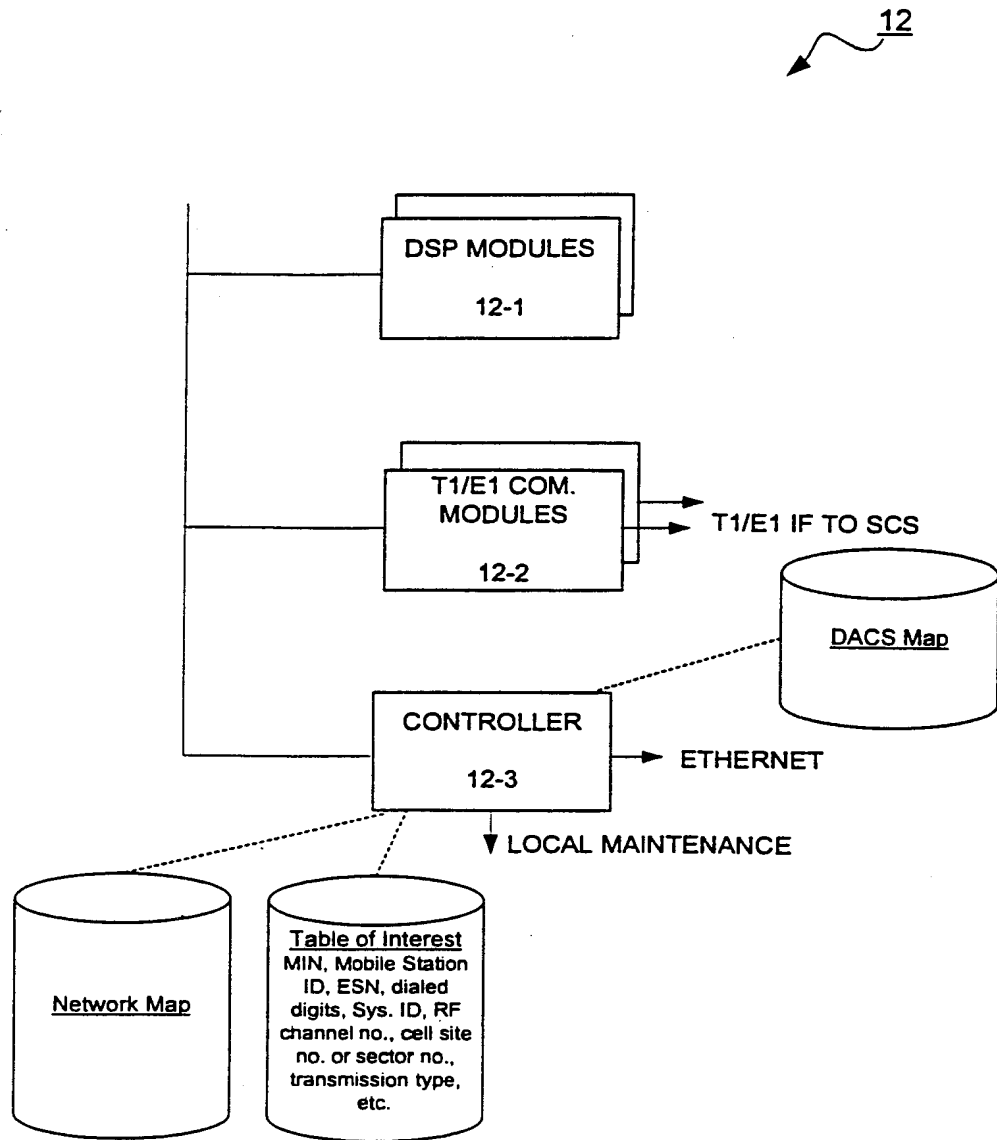 12
DSP MODULES
12-1
T1/E1 COM.
MODULES
12-2
T1/E1 IF TO SCS
DACS Map
CONTROLLER
12-3
ETHERNET
LOCAL MAINTENANCE
Network Map
Table of Interest
MIN, Mobile Station
ID, ESN, dialed
digits, Sys. ID, RF
channel no., cell site
no. or sector no.,
transmission type,
etc.